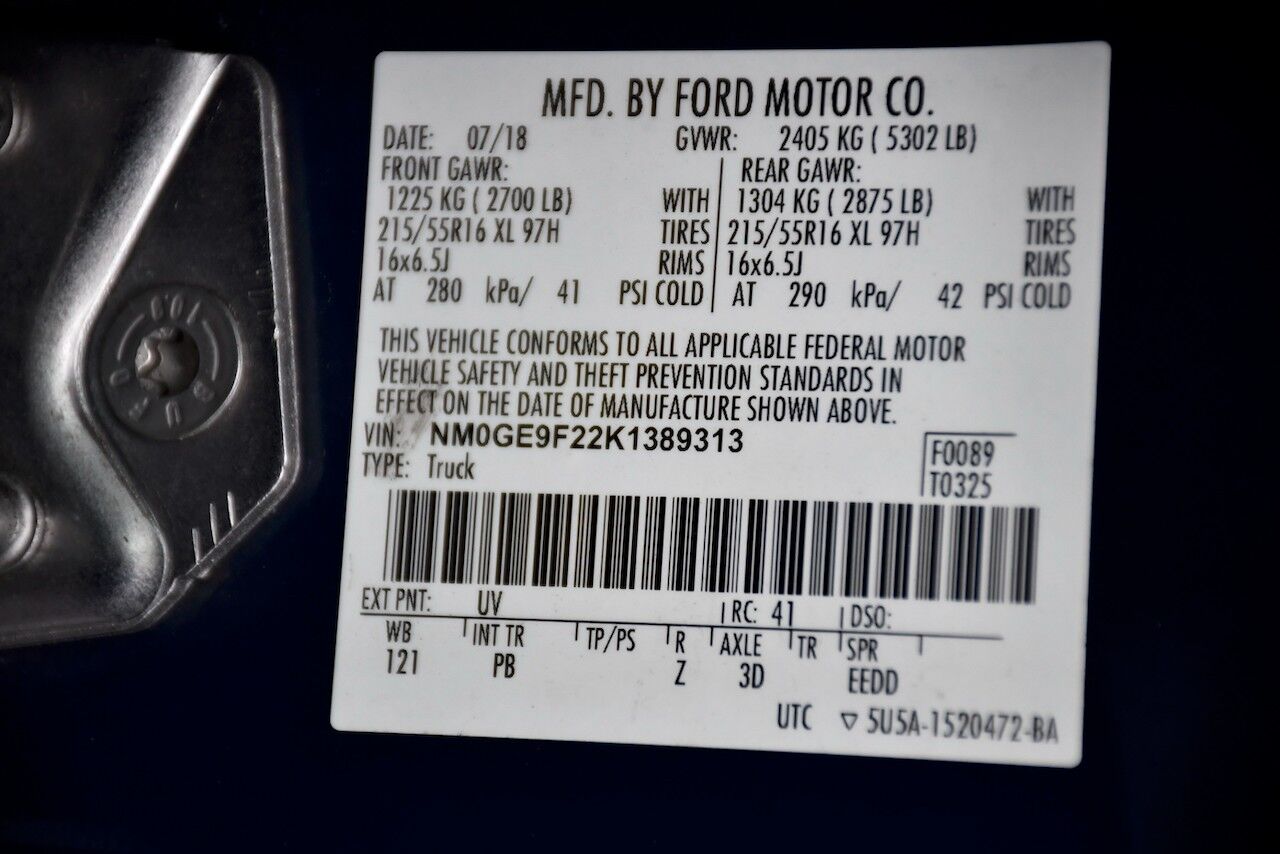 MFD. BY FORD MOTOR CO.
DATE: 07/18 GVWR: 2405 KG ( 5302 LB)
FRONT GAWR: REAR GAWR:
1225 KG ( 2700 LB) WITH 1304 KG ( 2875 LB) WITH
215/55R16 XL 97H TIRES 215/55R16 XL 97H TIRES
16x6.5J RIMS 16x6.5J RIMS
AT 280 kPa/ 41 PSI COLD AT 290 kPa/ 42 PSI COLD
THIS VEHICLE CONFORMS TO ALL APPLICABLE FEDERAL MOTOR
VEHICLE SAFETY AND THEFT PREVENTION STANDARDS IN
EFFECT ON THE DATE OF MANUFACTURE SHOWN ABOVE.
VIN: NM0GE9F22K1389313
TYPE: Truck
F0089
T0325
EXT PNT: UV RC: 41 DSO:
WB INT TR TP/PS R AXLE TR SPR
121 PB Z 3D EEDD
UTC ▽ 5U5A-1520472-BA